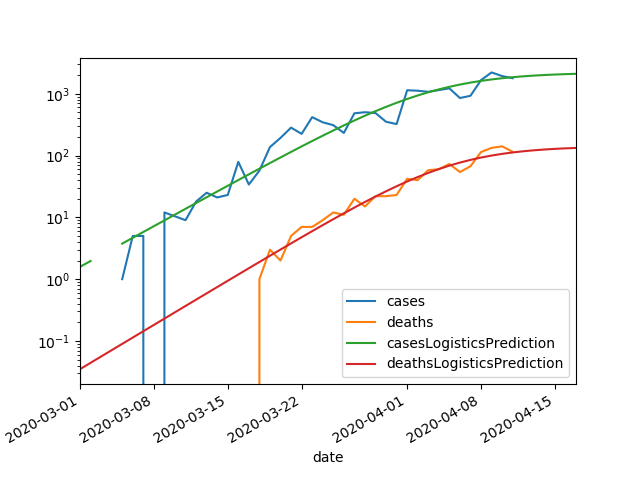 10³
10²
10¹
10⁰
10⁻¹
cases
deaths
casesLogisticsPrediction
deathsLogisticsPrediction
2020-03-01
2020-03-08
2020-03-15
2020-03-22
2020-04-01
2020-04-08
2020-04-15
date